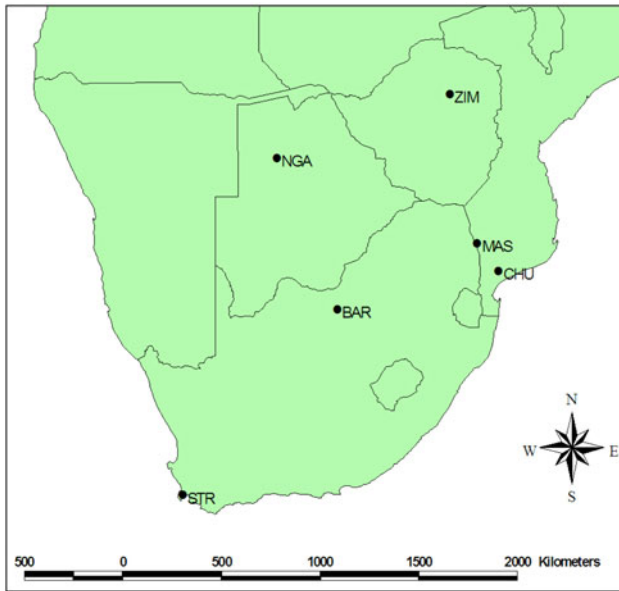 ZIM
NGA
MAS
CHU
BAR
N
W E
S
STR
500 0 500 1000 1500 2000 Kilometers